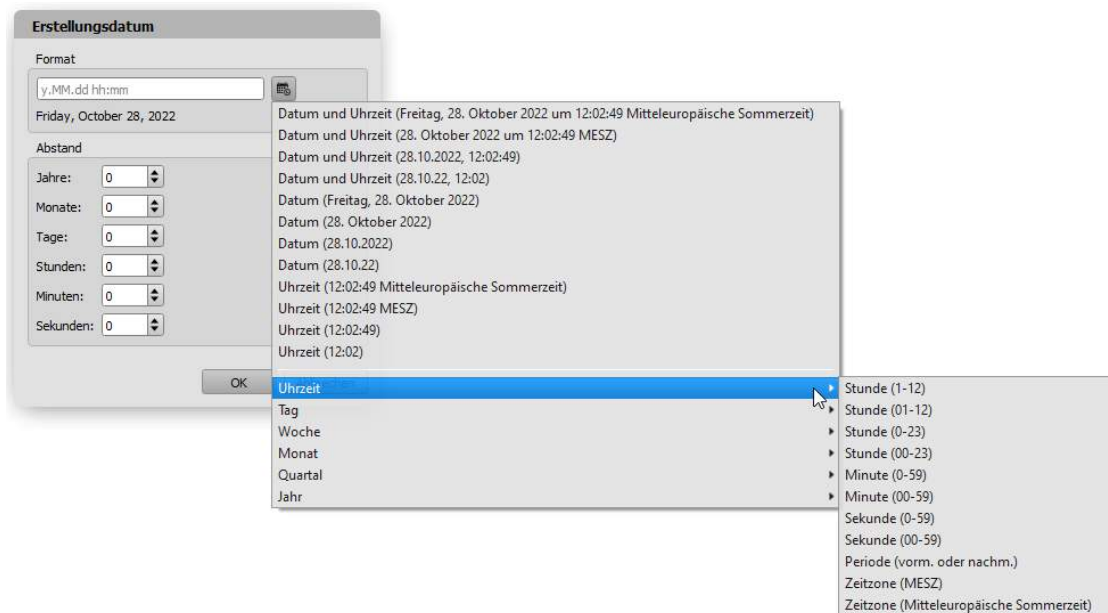 Erstellungsdatum
Format
y.MM.dd hh:mm
Friday, October 28, 2022
Abstand
Jahre: 0
Monate: 0
Tage: 0
Stunden: 0
Minuten: 0
Sekunden: 0
OK
Datum und Uhrzeit (Freitag, 28. Oktober 2022 um 12:02:49 Mitteleuropäische Sommerzeit)
Datum und Uhrzeit (28. Oktober 2022 um 12:02:49 MESZ)
Datum und Uhrzeit (28.10.2022, 12:02:49)
Datum und Uhrzeit (28.10.22, 12:02)
Datum (Freitag, 28. Oktober 2022)
Datum (28. Oktober 2022)
Datum (28.10.2022)
Datum (28.10.22)
Uhrzeit (12:02:49 Mitteleuropäische Sommerzeit)
Uhrzeit (12:02:49 MESZ)
Uhrzeit (12:02:49)
Uhrzeit (12:02)
Uhrzeit
Tag
Woche
Monat
Quartal
Jahr
Stunde (1-12)
Stunde (01-12)
Stunde (0-23)
Stunde (00-23)
Minute (0-59)
Minute (00-59)
Sekunde (0-59)
Sekunde (00-59)
Periode (vorm. oder nachm.)
Zeitzone (MESZ)
Zeitzone (Mitteleuropäische Sommerzeit)